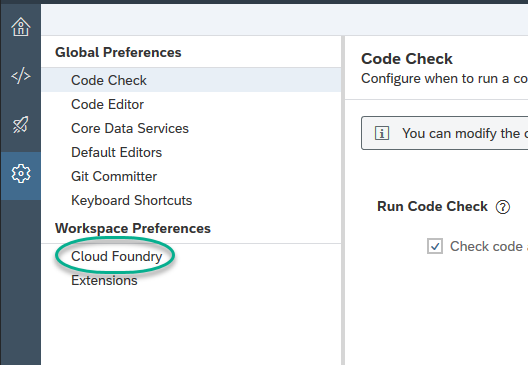 Global Preferences
Code Check
Code Editor
Core Data Services
Default Editors
Git Committer
Keyboard Shortcuts
Workspace Preferences
Cloud Foundry
Extensions
Code Check
Configure when to run a co
You can modify the
Run Code Check
Check code